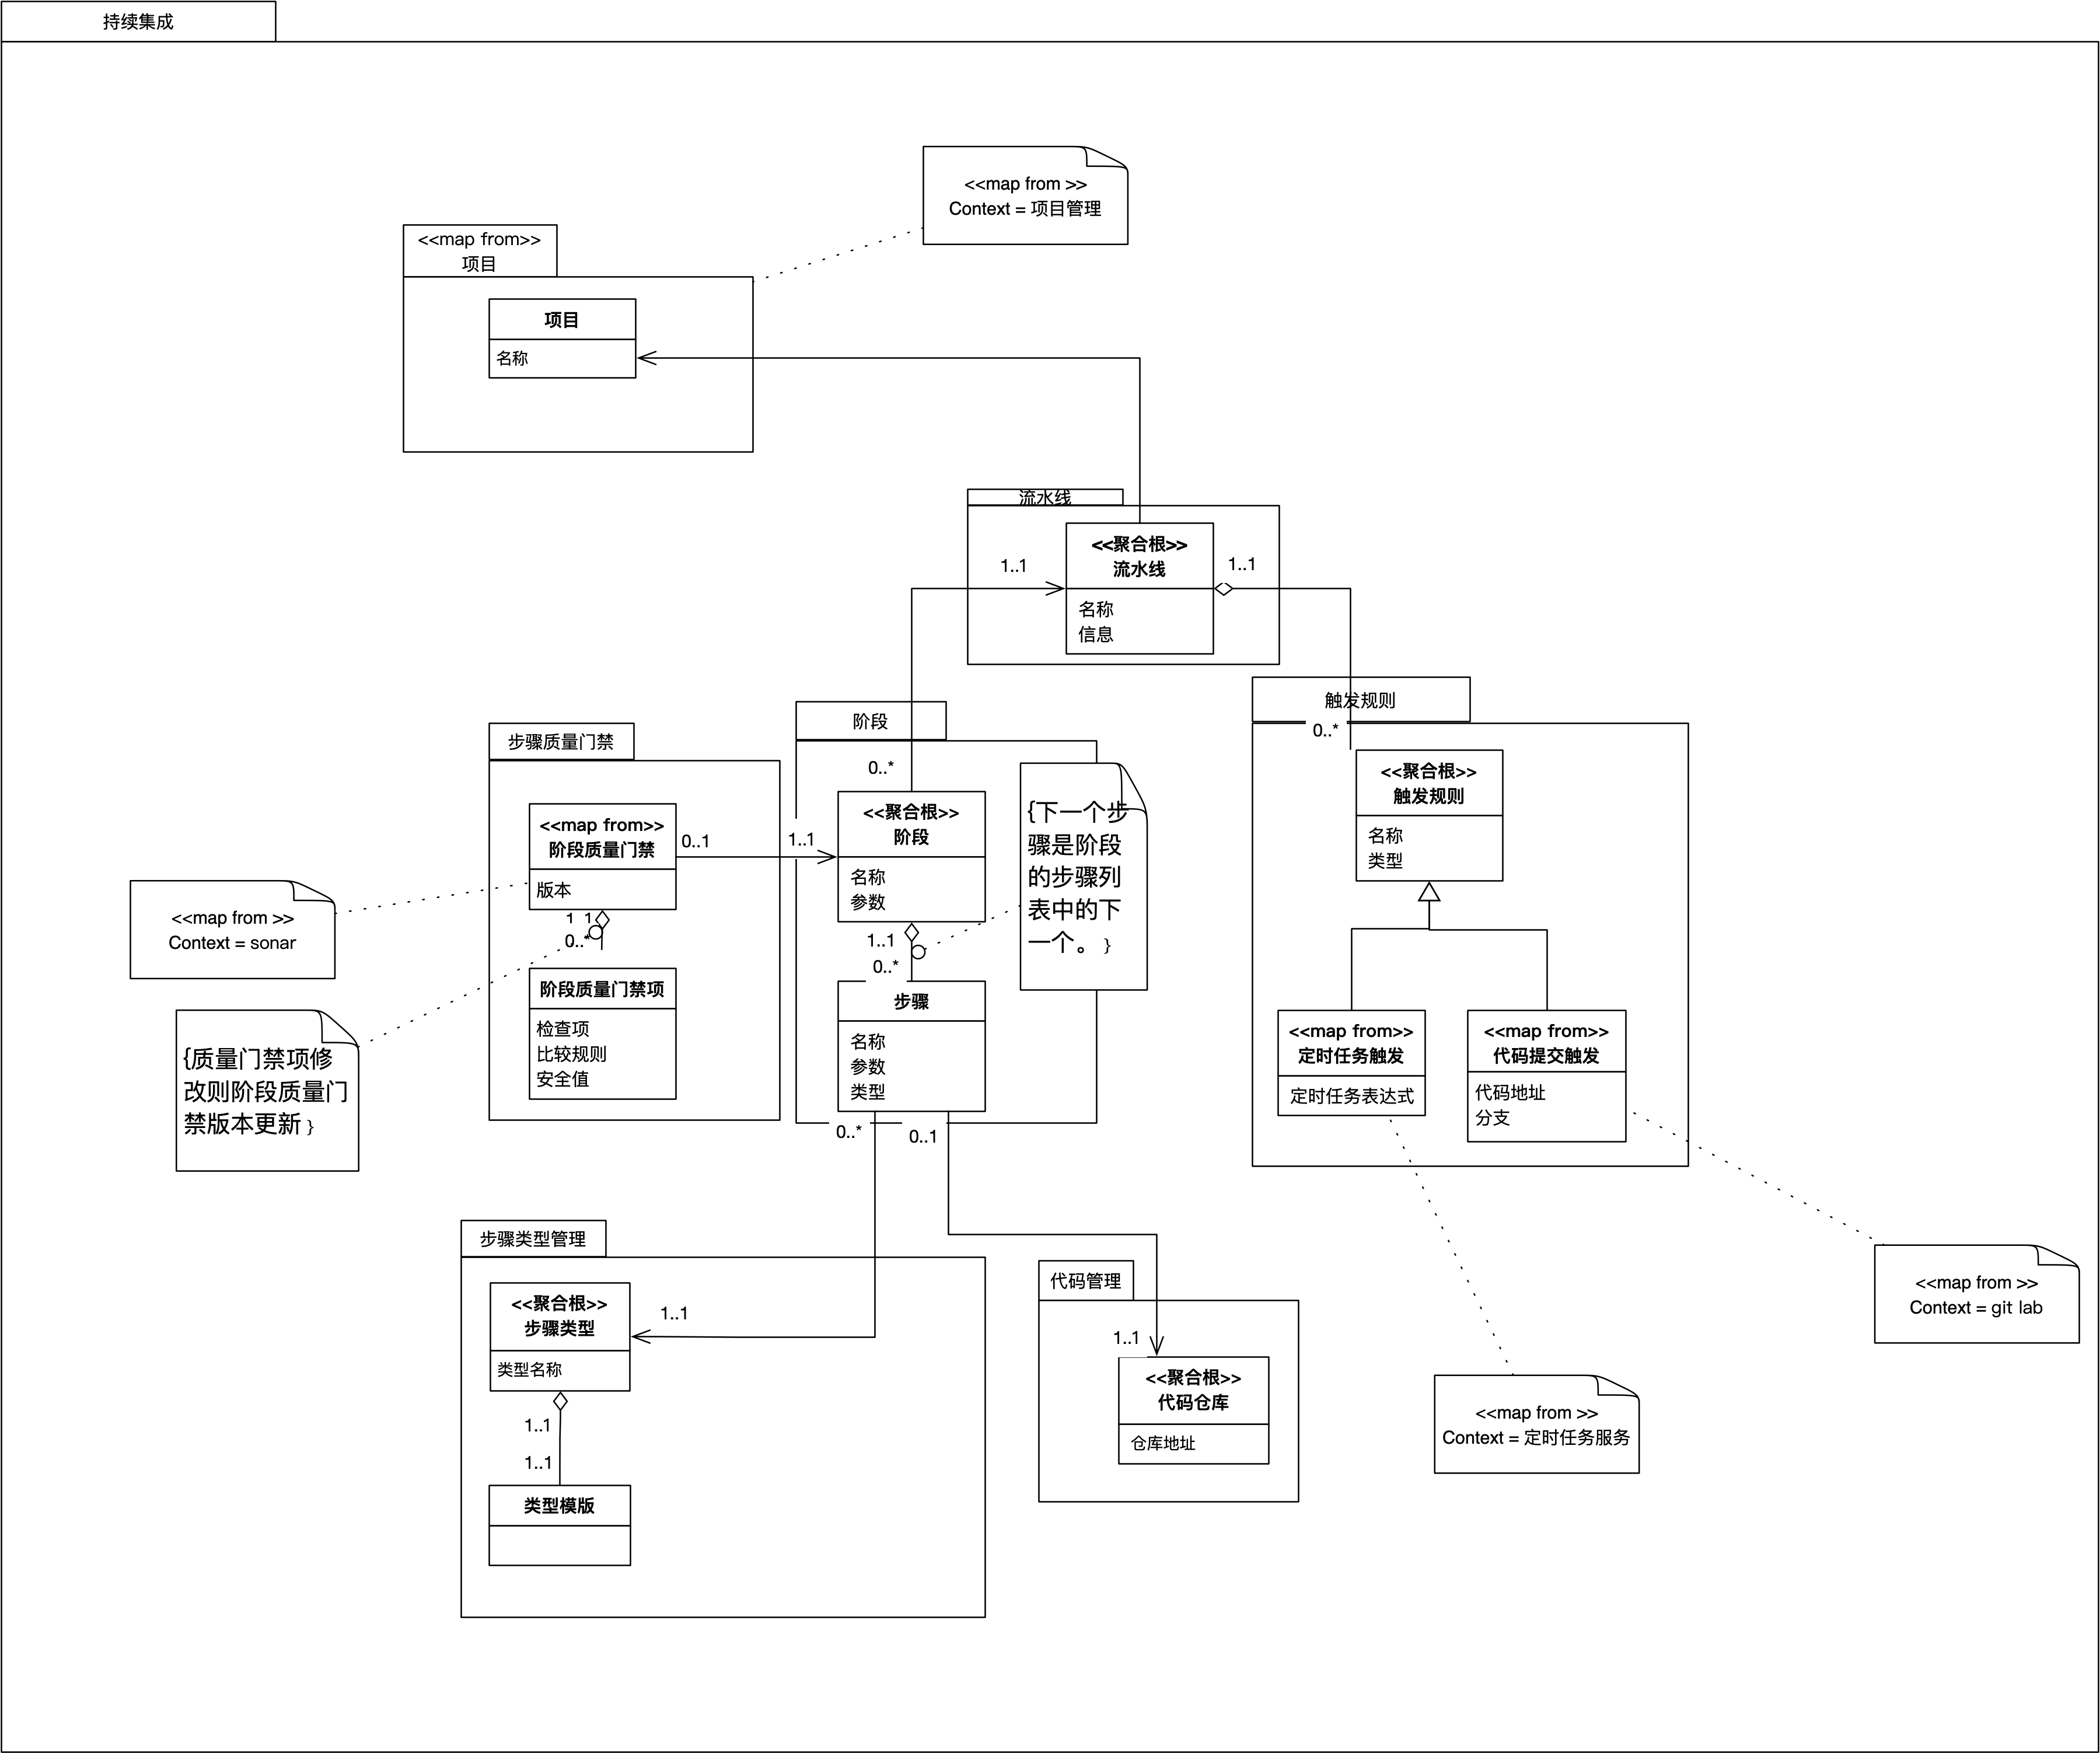 持续集成
<<map from >>
Context = 项目管理
<<map from>>
项目
项目
名称
流水线
<<聚合根>>
流水线
名称
信息
1..1
1..1
触发规则
0..*
<<聚合根>>
触发规则
名称
类型
阶段
0..*
<<聚合根>>
阶段
名称
参数
{下一个步
骤是阶段
的步骤列
表中的下
一个。}
步骤质量门禁
<<map from>>
阶段质量门禁
版本
0..1
1..1
<<map from >>
Context = sonar
1 1
0..*
1..1
0..*
阶段质量门禁项
检查项
比较规则
安全值
步骤
名称
参数
类型
{质量门禁项修
改则阶段质量门
禁版本更新 }
<<map from>>
定时任务触发
定时任务表达式
<<map from>>
代码提交触发
代码地址
分支
0..*
0..1
步骤类型管理
<<聚合根>>
步骤类型
类型名称
1..1
1..1
1..1
类型模版
代码管理
1..1
<<聚合根>>
代码仓库
仓库地址
<<map from >>
Context = git lab
<<map from >>
Context = 定时任务服务